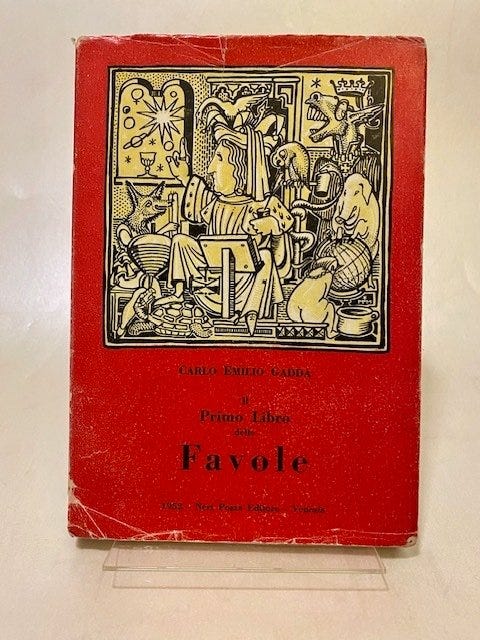 CARLO EMILIO GADDA
il
Primo Libro
delle
Favole
1952 - Neri Pozza Editore - Venezia